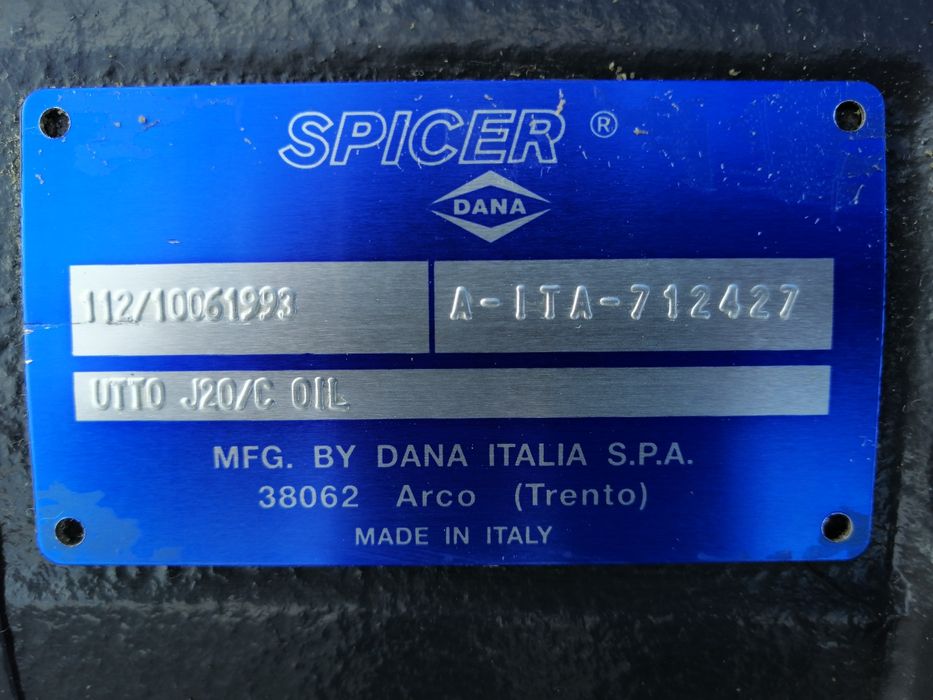 SPICER ®
DANA
112/10061993 A-ITA-712427
UTTO J20/C OIL
MFG. BY DANA ITALIA S.P.A.
38062 Arco (Trento)
MADE IN ITALY